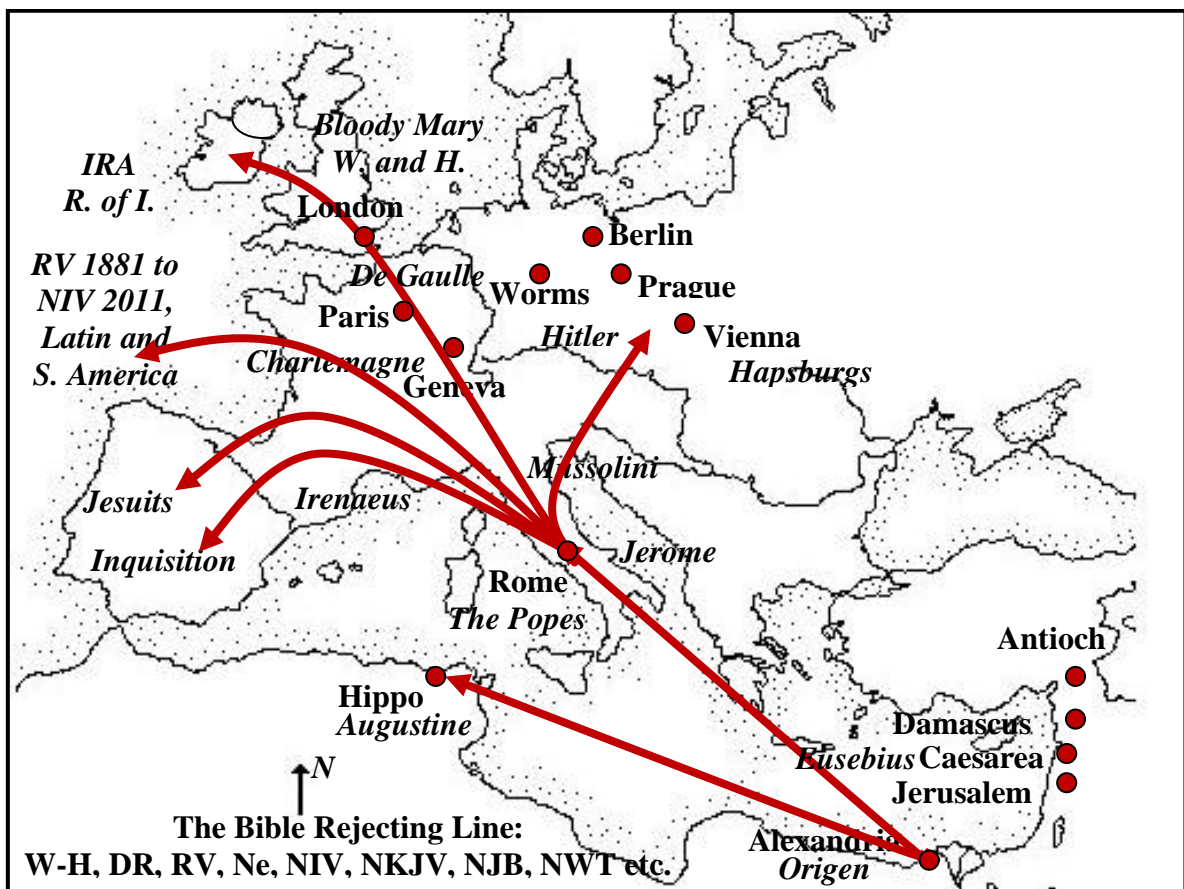 Bloody Mary
W. and H.
IRA
R. of I.
London
Berlin
RV 1881 to
NIV 2011,
Latin and
S. America
De Gaulle
Worms
Prague
Paris
Hitler
Vienna
Charlemagne
Hapsburgs
Geneva
Mussolini
Jesuits
Irenaeus
Inquisition
Jerome
Rome
The Popes
Antioch
Hippo
Augustine
Damascus
Eusebius Caesarea
Jerusalem
N
The Bible Rejecting Line:
W-H, DR, RV, Ne, NIV, NKJV, NJB, NWT etc.
Alexandria
Origen